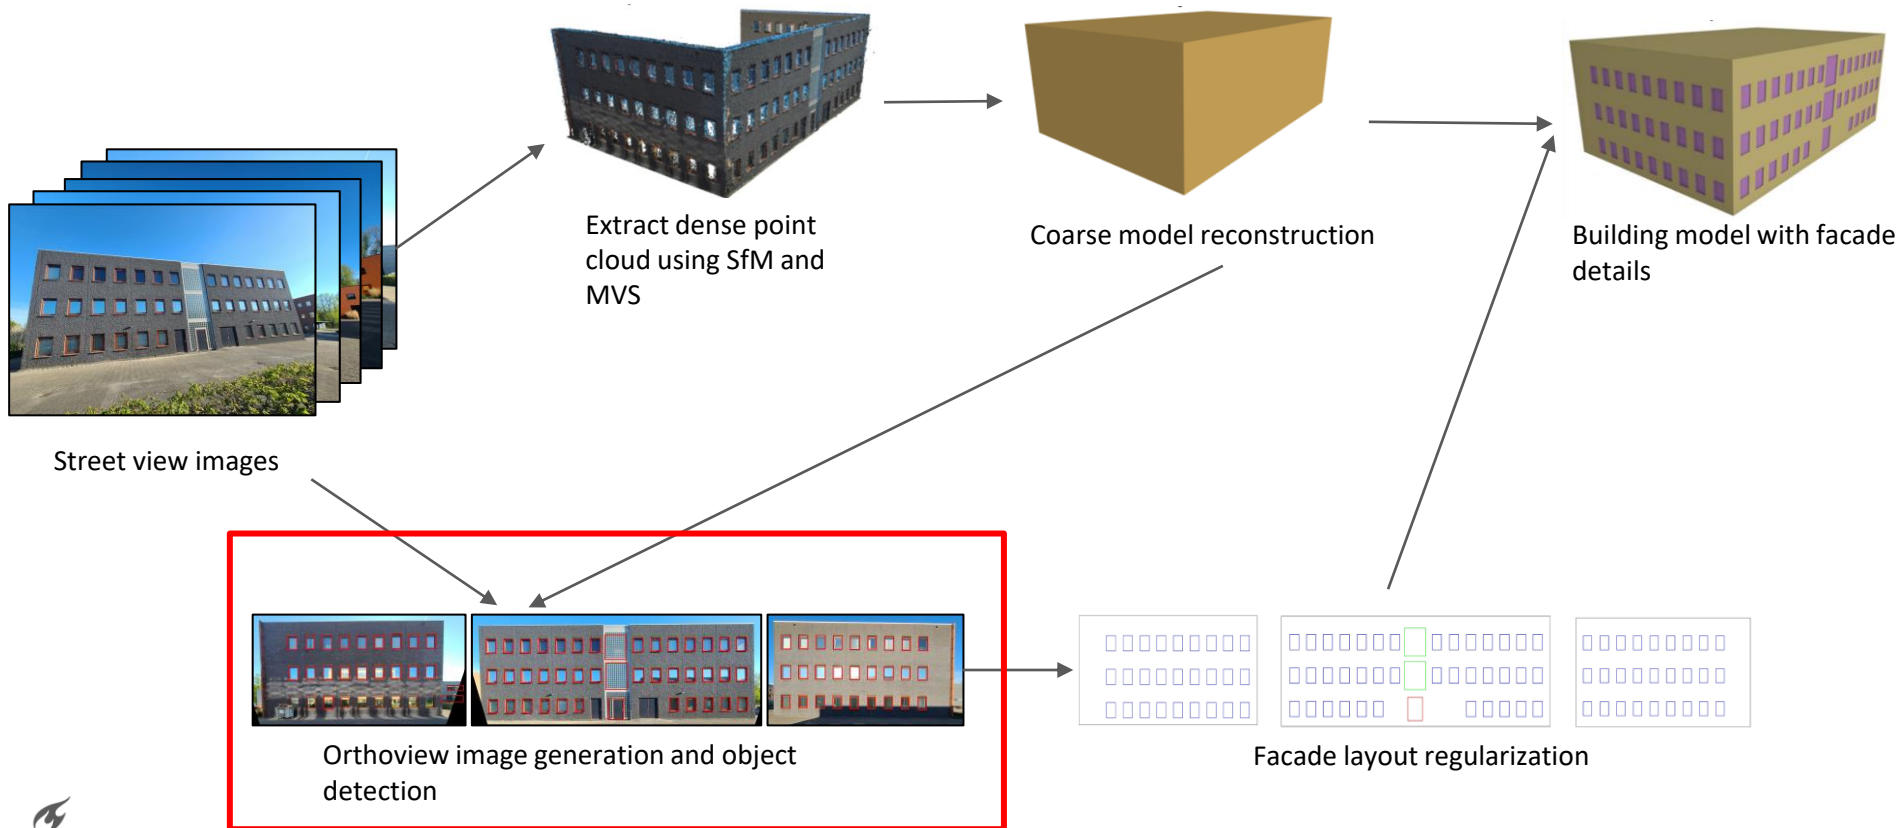 Extract dense point
cloud using SfM and
MVS
Coarse model reconstruction
Building model with facade
details
Street view images
Orthoview image generation and object
detection
Facade layout regularization